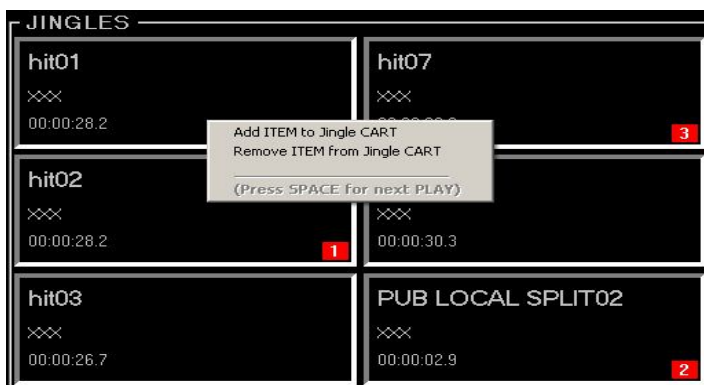 JINGLES
hit01
xxx
00:00:28.2
hit07
xxx
3
Add ITEM to Jingle CART
Remove ITEM from Jingle CART
(Press SPACE for next PLAY)
hit02
xxx
00:00:28.2
1
xxx
00:00:30.3
hit03
xxx
00:00:26.7
PUB LOCAL SPLIT02
xxx
00:00:02.9
2